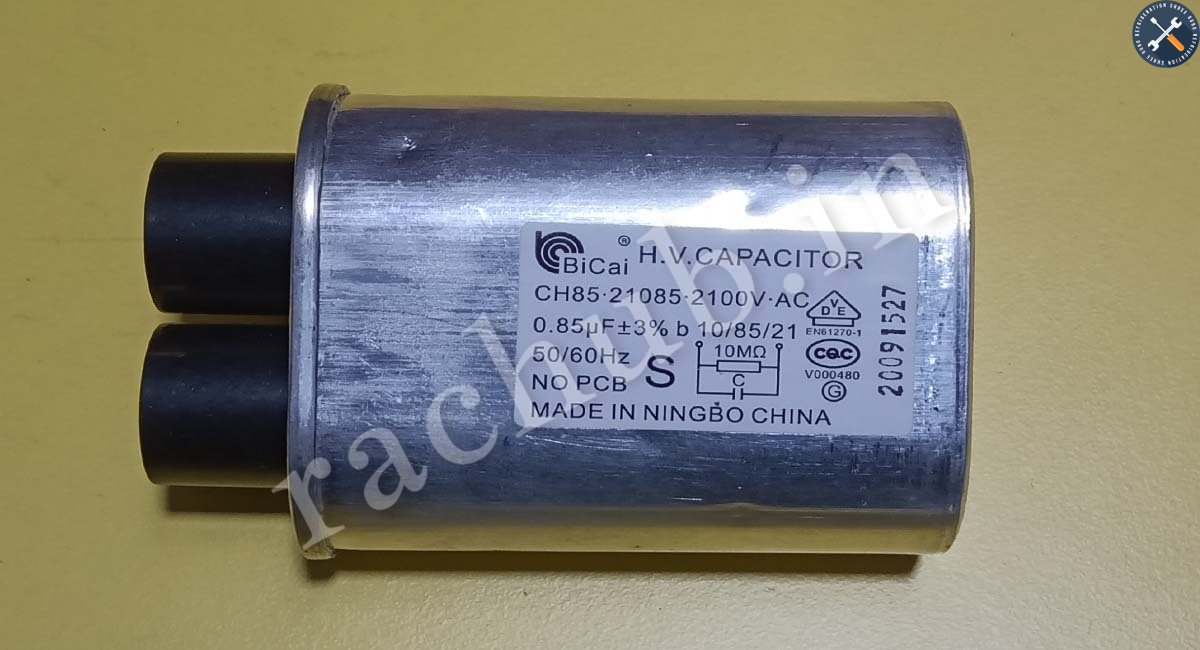 BiCai ® H.V.CAPACITOR
CH85·21085·2100V·AC
0.85µF±3% b 10/85/21
50/60Hz
NO PCB
S
10MΩ
C
MADE IN NINGBO CHINA
DVE
EN61270-1
CQC
V000480
G
20091527
rachub.in